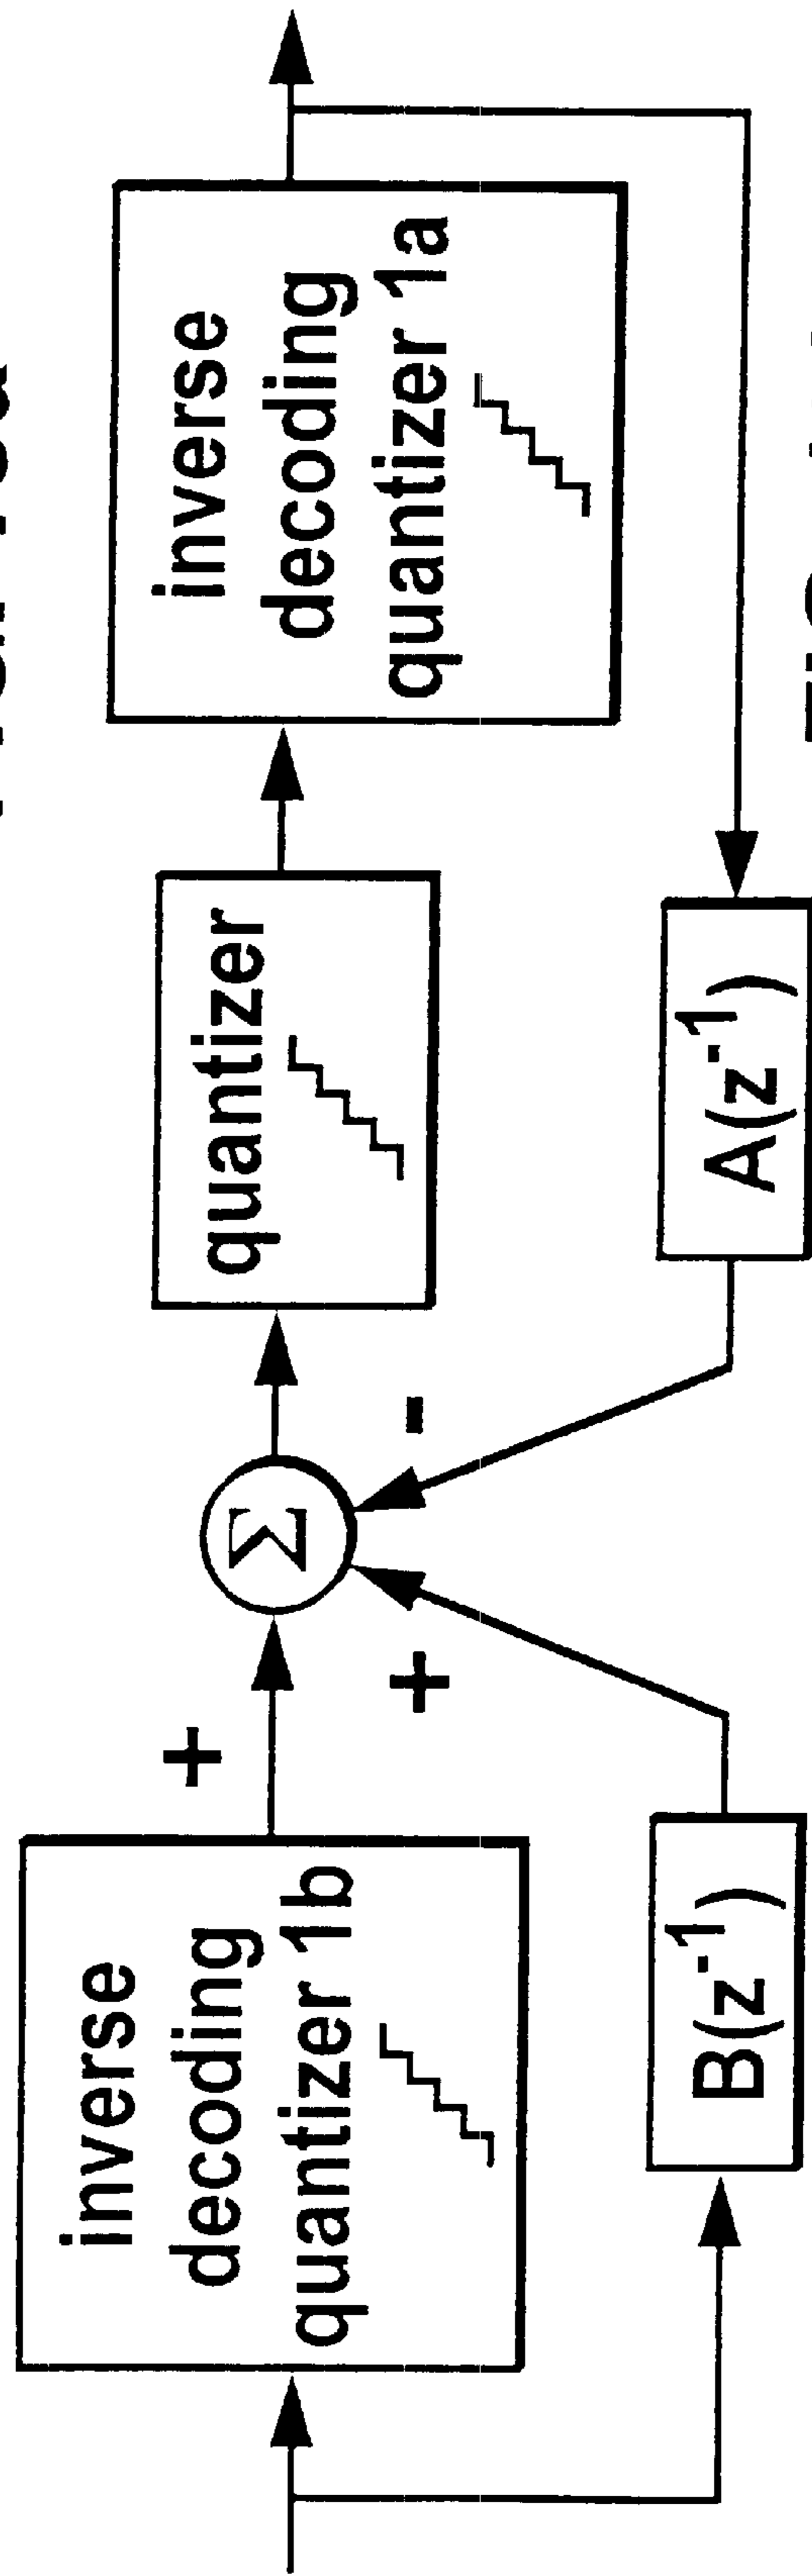 inverse
decoding
quantizer 1b
+
B(z⁻¹)
+
Σ
-
quantizer
A(z⁻¹)
inverse
decoding
quantizer 1a